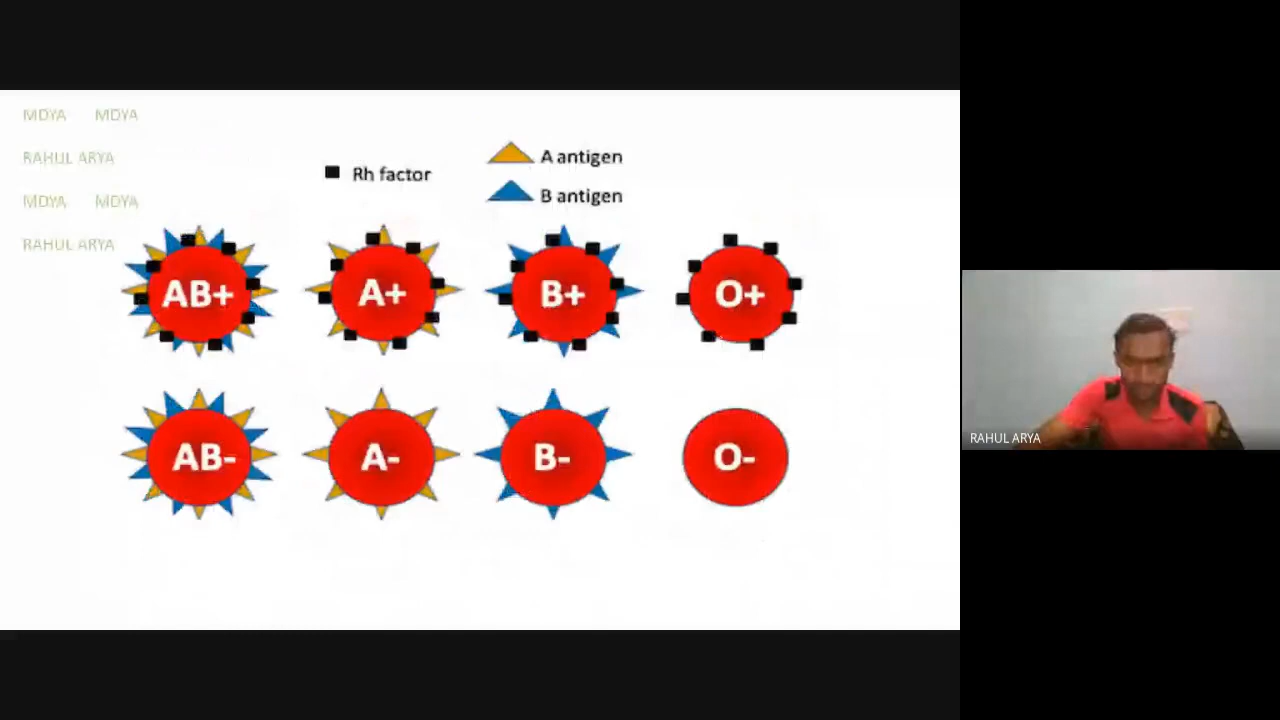 MDYA MDYA
RAHUL ARYA
MDYA MDYA
RAHUL ARYA
Rh factor
A antigen
B antigen
AB+ A+ B+ O+
AB- A- B- O-
RAHUL ARYA